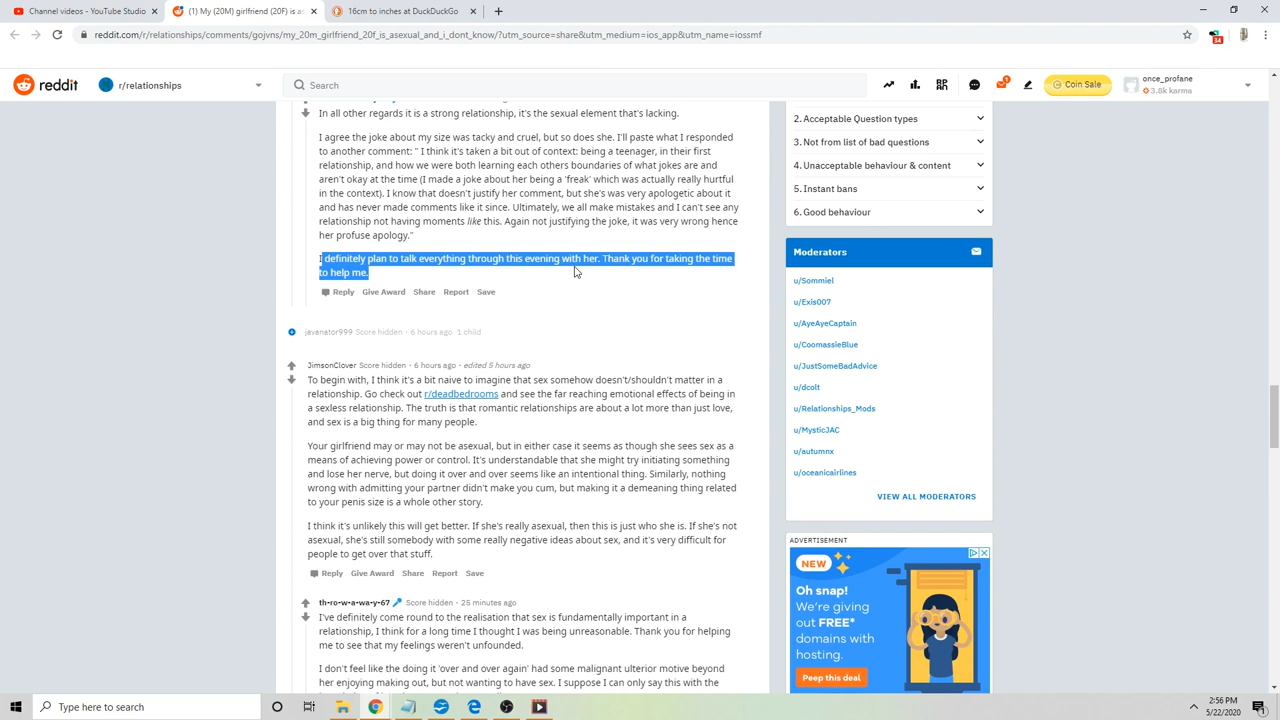 Channel videos - YouTube Studio
(1) My (20M) girlfriend (20F) is a
16cm to inches at DuckDuckGo
reddit.com/r/relationships/comments/gojvns/my_20m_girlfriend_20f_is_asexual_and_i_dont_know/?utm_source=share&utm_medium=ios_app&utm_name=iossmf
34
reddit
r/relationships
Search
1
Coin Sale
once_profane
3.8k karma
In all other regards it is a strong relationship, it's the sexual element that's lacking.
I agree the joke about my size was tacky and cruel, but so does she. I'll paste what I responded
to another comment: " I think it's taken a bit out of context: being a teenager, in their first
relationship, and how we were both learning each others boundaries of what jokes are and
aren't okay at the time (I made a joke about her being a 'freak' which was actually really hurtful
in the context). I know that doesn't justify her comment, but she's was very apologetic about it
and has never made comments like it since. Ultimately, we all make mistakes and I can't see any
relationship not having moments like this. Again not justifying the joke, it was very wrong hence
her profuse apology."
I definitely plan to talk everything through this evening with her. Thank you for taking the time
to help me.
Reply Give Award Share Report Save
javanator999 Score hidden · 6 hours ago 1 child
JimsonClover Score hidden · 6 hours ago · edited 5 hours ago
To begin with, I think it's a bit naive to imagine that sex somehow doesn't/shouldn't matter in a
relationship. Go check out r/deadbedrooms and see the far reaching emotional effects of being in
a sexless relationship. The truth is that romantic relationships are about a lot more than just love,
and sex is a big thing for many people.
Your girlfriend may or may not be asexual, but in either case it seems as though she sees sex as a
means of achieving power or control. It's understandable that she might try initiating something
and lose her nerve, but doing it over and over seems like an intentional thing. Similarly, nothing
wrong with admitting your partner didn't make you cum, but making it a demeaning thing related
to your penis size is a whole other story.
I think it's unlikely this will get better. If she's really asexual, then this is just who she is. If she's not
asexual, she's still somebody with some really negative ideas about sex, and it's very difficult for
people to get over that stuff.
Reply Give Award Share Report Save
th-ro-w-a-wa-y-67 Score hidden · 25 minutes ago
I've definitely come round to the realisation that sex is fundamentally important in a
relationship, I think for a long time I thought I was being unreasonable. Thank you for helping
me to see that my feelings weren't unfounded.
I don't feel like the doing it 'over and over again' had some malignant ulterior motive beyond
her enjoying making out, but not wanting to have sex. I suppose I can only say this with the
2. Acceptable Question types
3. Not from list of bad questions
4. Unacceptable behaviour & content
5. Instant bans
6. Good behaviour
Moderators
u/Sommiel
u/Exis007
u/AyeAyeCaptain
u/CoomassieBlue
u/JustSomeBadAdvice
u/dcolt
u/Relationships_Mods
u/MysticJAC
u/autumnx
u/oceanicairlines
VIEW ALL MODERATORS
ADVERTISEMENT
NEW
Oh snap!
We're giving
out FREE*
domains with
hosting.
Peep this deal
Type here to search
2:56 PM
5/22/2020
1